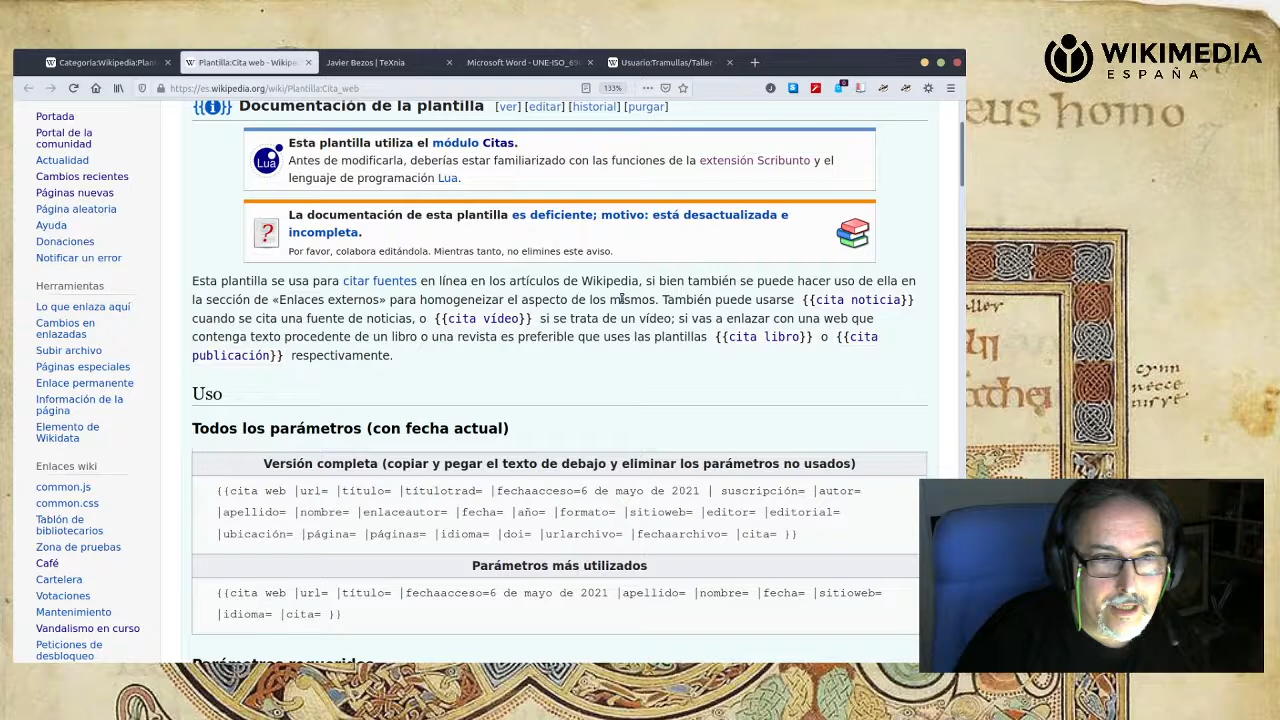 WIKIMEDIA
ESPAÑA
eus homo
Categoría:Wikipedia:Plan
Plantilla:Cita web - Wikipe
Javier Bezos | TeXnia
Microsoft Word - UNE-ISO_69
Usuario:Tramullas/Taller -
https://es.wikipedia.org/wiki/Plantilla:Cita_web
133%
Portada
Portal de la
comunidad
Actualidad
Cambios recientes
Páginas nuevas
Página aleatoria
Ayuda
Donaciones
Notificar un error
Herramientas
Lo que enlaza aquí
Cambios en
enlazadas
Subir archivo
Páginas especiales
Enlace permanente
Información de la
página
Elemento de
Wikidata
Enlaces wiki
common.js
common.css
Tablón de
bibliotecarios
Zona de pruebas
Café
Cartelera
Votaciones
Mantenimiento
Vandalismo en curso
Peticiones de
desbloqueo
Documentación de la plantilla [ver] [editar] [historial] [purgar]
Lua
Esta plantilla utiliza el módulo Citas.
Antes de modificarla, deberías estar familiarizado con las funciones de la extensión Scribunto y el
lenguaje de programación Lua.
?
La documentación de esta plantilla es deficiente; motivo: está desactualizada e
incompleta.
Por favor, colabora editándola. Mientras tanto, no elimines este aviso.
Esta plantilla se usa para citar fuentes en línea en los artículos de Wikipedia, si bien también se puede hacer uso de ella en
la sección de «Enlaces externos» para homogeneizar el aspecto de los mismos. También puede usarse {{cita noticia}}
cuando se cita una fuente de noticias, o {{cita vídeo}} si se trata de un vídeo; si vas a enlazar con una web que
contenga texto procedente de un libro o una revista es preferible que uses las plantillas {{cita libro}} o {{cita
publicación}} respectivamente.
Uso
Todos los parámetros (con fecha actual)
Versión completa (copiar y pegar el texto de debajo y eliminar los parámetros no usados)
{{cita web |url= |título= |títulotrad= |fechaacceso=6 de mayo de 2021 | suscripción= |autor=
|apellido= |nombre= |enlaceautor= |fecha= |año= |formato= |sitioweb= |editor= |editorial=
|ubicación= |página= |páginas= |idioma= |doi= |urlarchivo= |fechaarchivo= |cita= }}
Parámetros más utilizados
{{cita web |url= |título= |fechaacceso=6 de mayo de 2021 |apellido= |nombre= |fecha= |sitioweb=
|idioma= |cita= }}
Parámetros requeridos